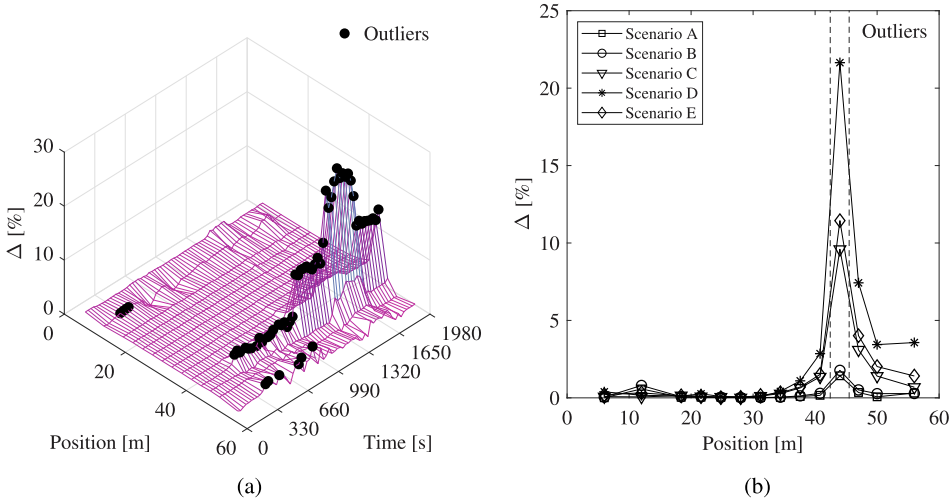 Outliers
Δ [%]
30
20
10
0
0
20
40
60
Position [m]
0
330
660
990
1320
1650
1980
Time [s]
(a)
25
20
15
10
5
0
Δ [%]
Scenario A
Scenario B
Scenario C
Scenario D
Scenario E
Outliers
0 10 20 30 40 50 60
Position [m]
(b)